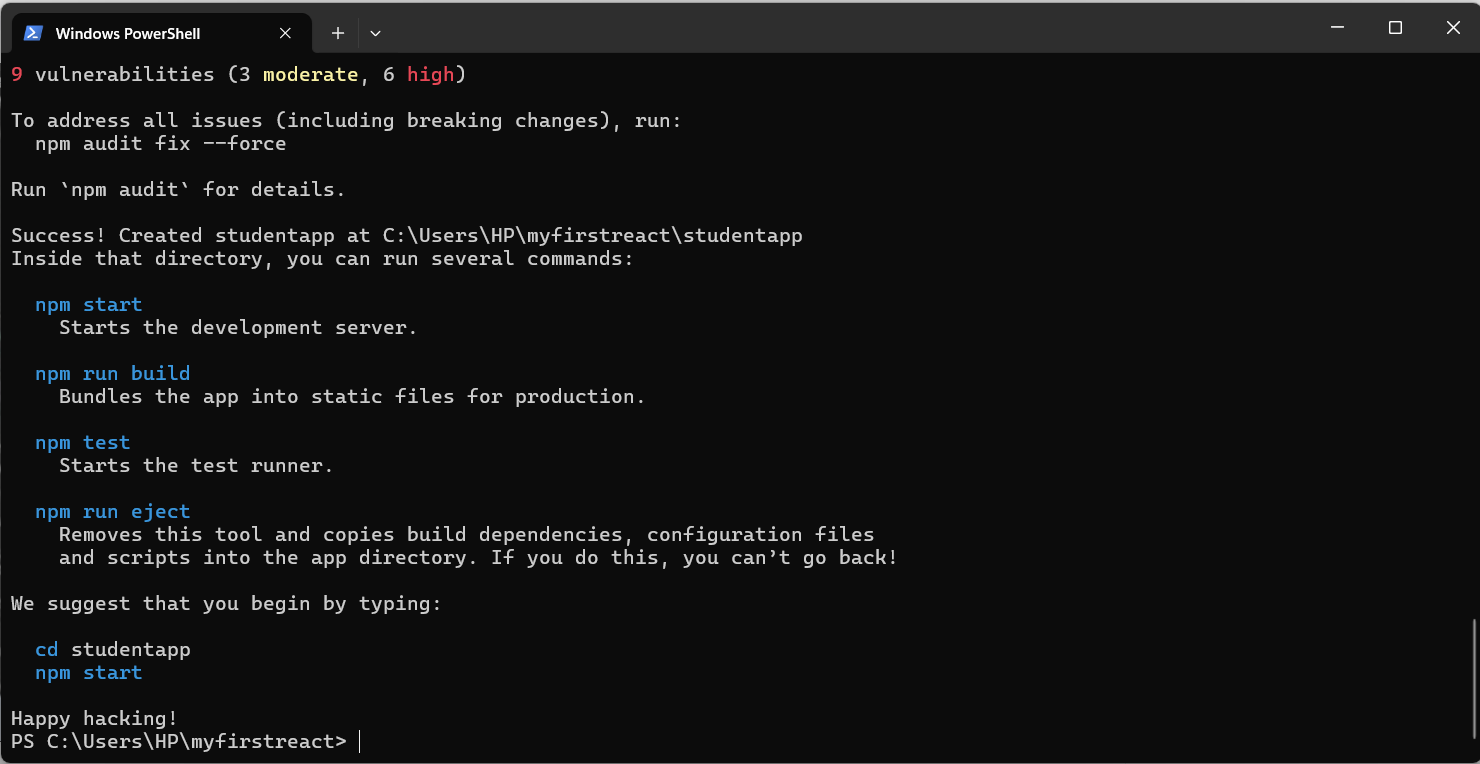 Windows PowerShell
9 vulnerabilities (3 moderate, 6 high)
To address all issues (including breaking changes), run:
npm audit fix --force
Run `npm audit` for details.
Success! Created studentapp at C:\Users\HP\myfirstreact\studentapp
Inside that directory, you can run several commands:
npm start
Starts the development server.
npm run build
Bundles the app into static files for production.
npm test
Starts the test runner.
npm run eject
Removes this tool and copies build dependencies, configuration files
and scripts into the app directory. If you do this, you can’t go back!
We suggest that you begin by typing:
cd studentapp
npm start
Happy hacking!
PS C:\Users\HP\myfirstreact>